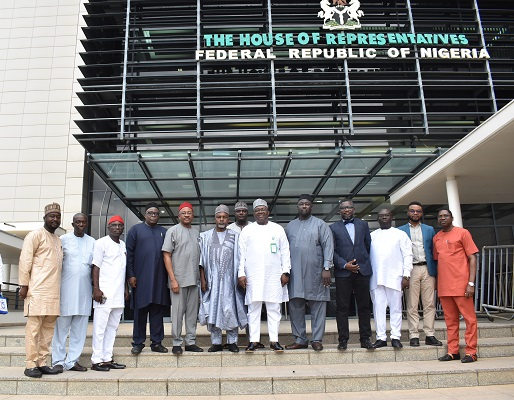 THE HOUSE OF REPRESENTATIVES
FEDERAL REPUBLIC OF NIGERIA